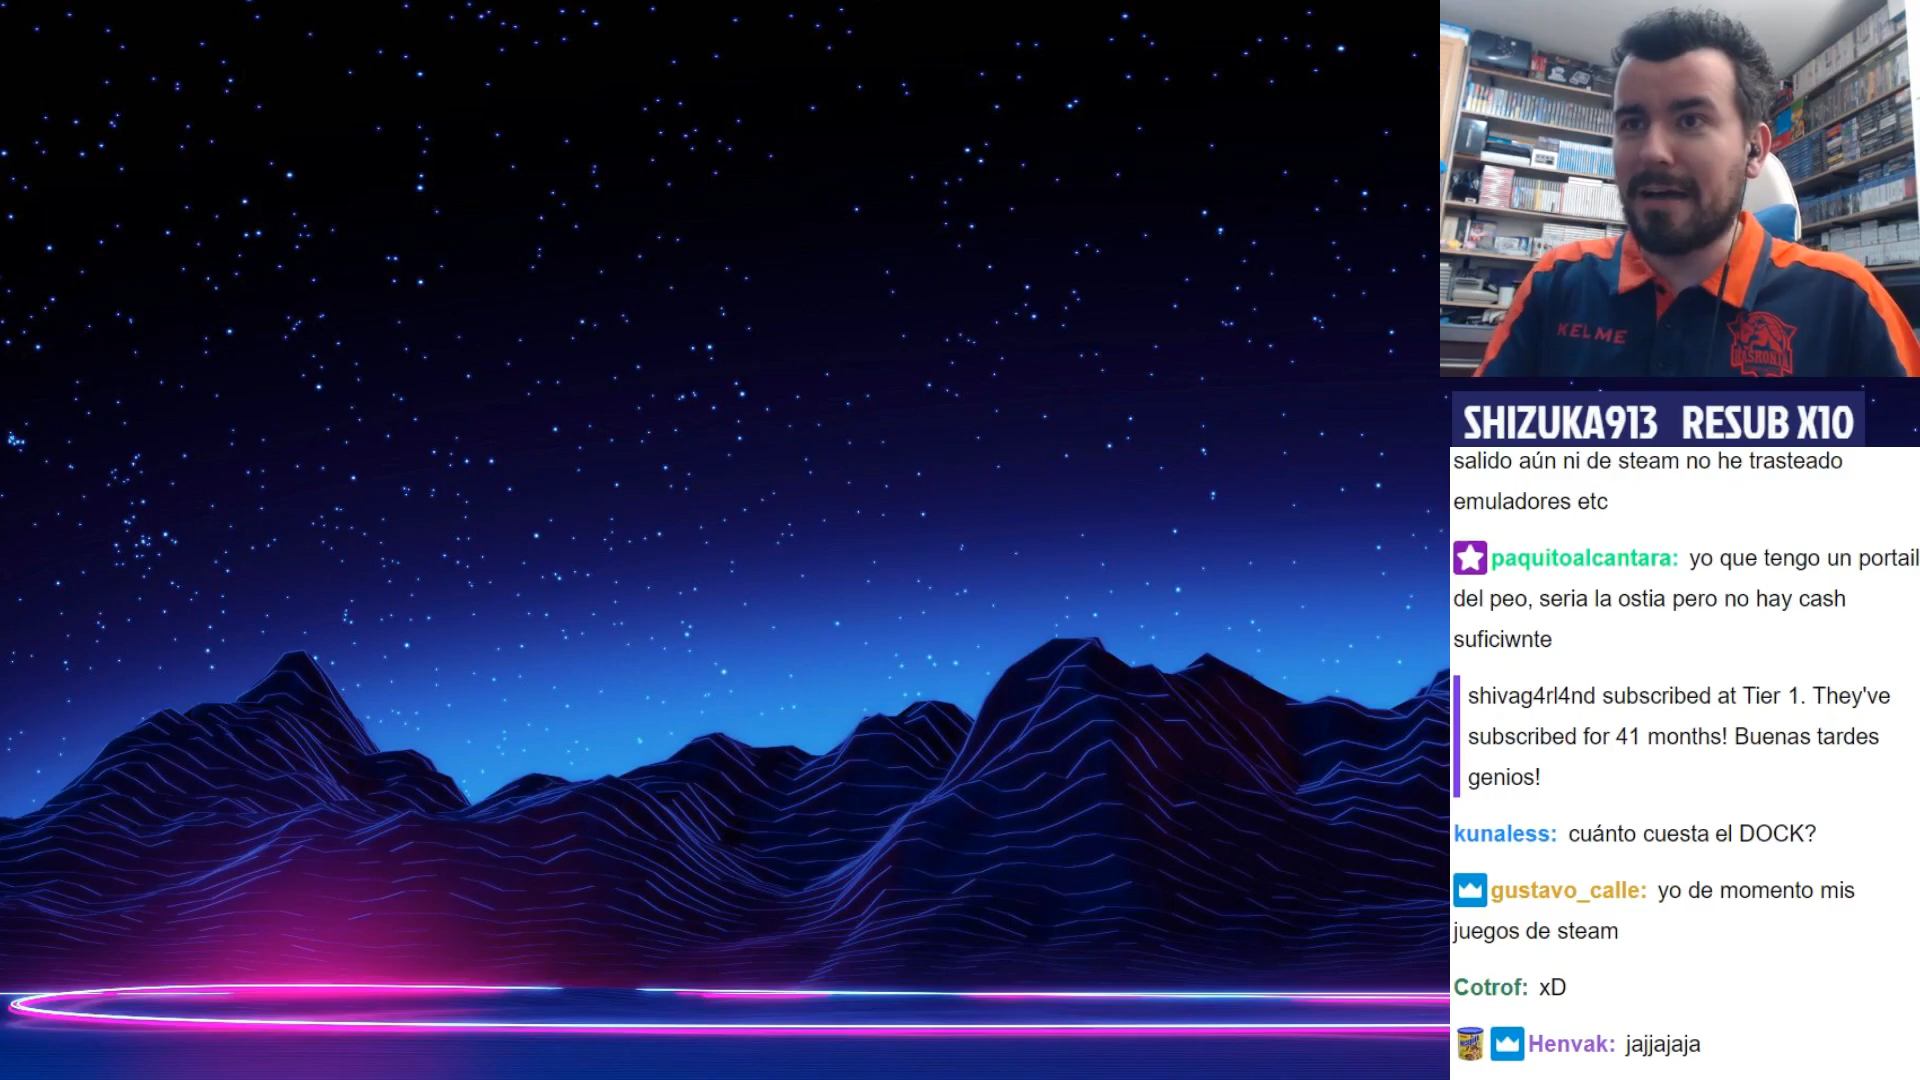 KELME
BASKONIA
SHIZUKA913 RESUB X10
salido aún ni de steam no he trasteado
emuladores etc
paquitoalcantara: yo que tengo un portail
del peo, seria la ostia pero no hay cash
suficiwnte
shivag4rl4nd subscribed at Tier 1. They've
subscribed for 41 months! Buenas tardes
genios!
kunaless: cuánto cuesta el DOCK?
gustavo_calle: yo de momento mis
juegos de steam
Cotrof: xD
Henvak: jajjajaja